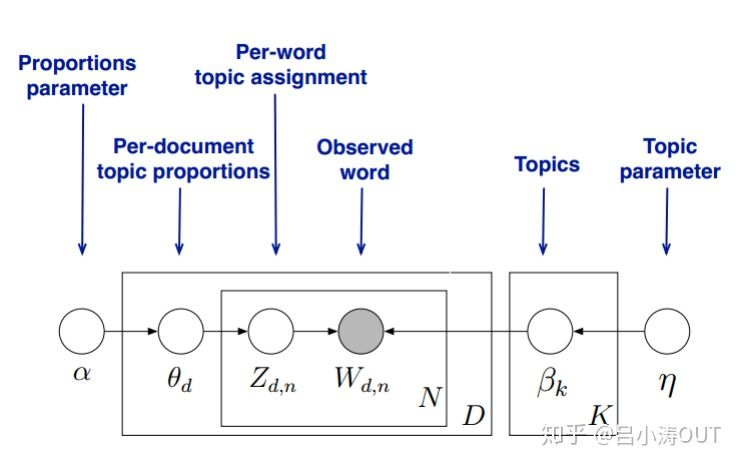 Proportions
parameter
Per-word
topic assignment
Per-document
topic proportions
Observed
word
Topics
Topic
parameter
α
θd
Zd,n
Wd,n
N
D
βk
K
η
知乎 @吕小涛OUT